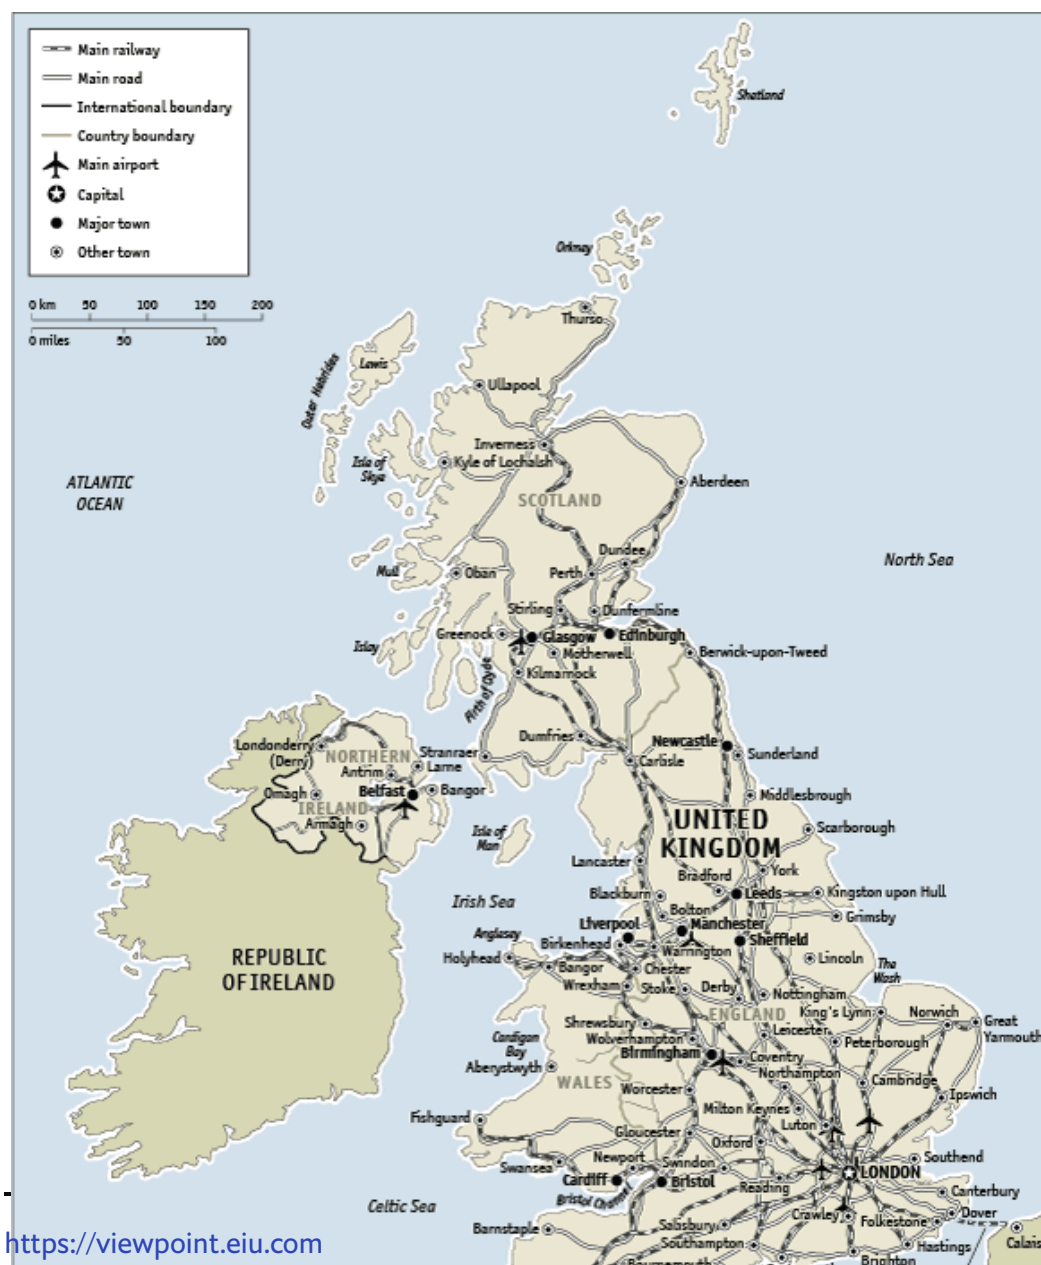 Main railway
Main road
International boundary
Country boundary
Main airport
Capital
Major town
Other town
0 km 50 100 150 200
0 miles 50 100
Shetland
Orkney
Thurso
Lewis
Outer Hebrides
Ullapool
Inverness
Isle of
Skye
Kyle of Lochalsh
ATLANTIC
OCEAN
Aberdeen
SCOTLAND
North Sea
Dundee
Mull
Oban
Perth
Stirling
Dunfermline
Greenock
Glasgow
Edinburgh
Islay
Motherwell
Berwick-upon-Tweed
Kilmarnock
Firth of Clyde
Dumfries
Newcastle
Londonderry
(Derry)
NORTHERN
IRELAND
Stranraer
Larne
Carlisle
Sunderland
Antrim
Omagh
Belfast
Bangor
Middlesbrough
Armagh
Isle of
Man
UNITED
KINGDOM
Scarborough
Lancaster
York
Bradford
Blackburn
Leeds
Kingston upon Hull
Irish Sea
Bolton
Grimsby
Liverpool
Manchester
Anglesey
Birkenhead
Sheffield
Warrington
Holyhead
Bangor
Chester
Lincoln
The
Wash
REPUBLIC
OF IRELAND
Wrexham
Stoke
Derby
Nottingham
ENGLAND
King's Lynn
Norwich
Great
Yarmouth
Shrewsbury
Leicester
Cardigan
Bay
Wolverhampton
Peterborough
Birmingham
Coventry
Aberystwyth
Northampton
WALES
Worcester
Cambridge
Ipswich
Milton Keynes
Fishguard
Luton
Gloucester
Oxford
Newport
Swindon
Swansea
Southend
Cardiff
Bristol
LONDON
Reading
Bristol Channel
Canterbury
Celtic Sea
Barnstaple
Salisbury
Crawley
Folkestone
Dover
Southampton
Hastings
Calais
Bournemouth
Brighton
https://viewpoint.eiu.com